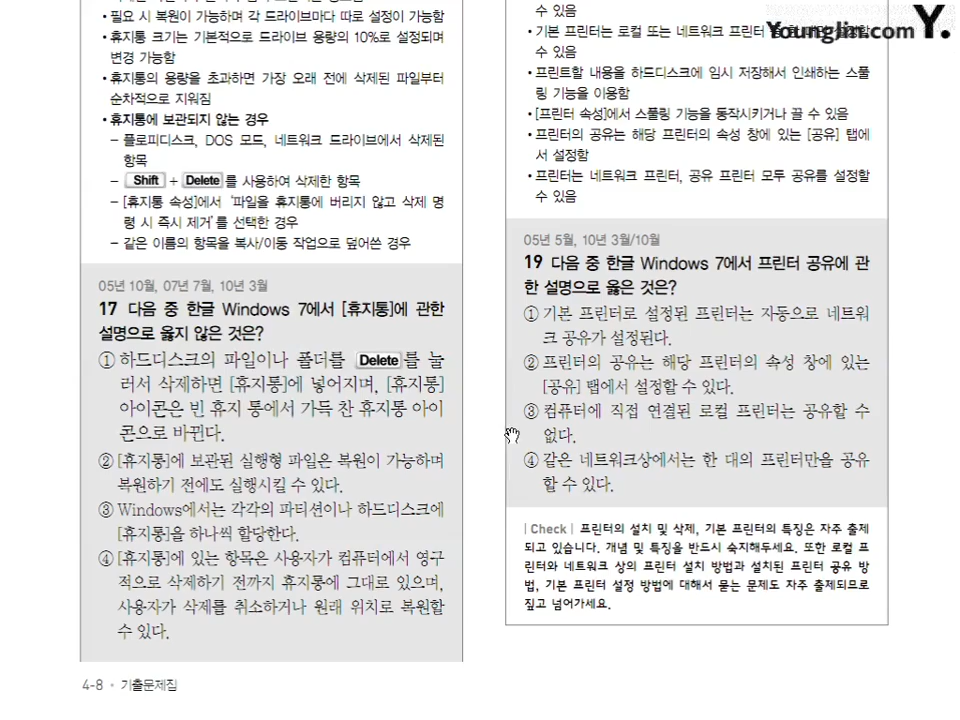 • 필요 시 복원이 가능하며 각 드라이브마다 따로 설정이 가능함
• 휴지통 크기는 기본적으로 드라이브 용량의 10%로 설정되며
변경 가능함
• 휴지통의 용량을 초과하면 가장 오래 전에 삭제된 파일부터
순차적으로 지워짐
• 휴지통에 보관되지 않는 경우
– 플로피디스크, DOS 모드, 네트워크 드라이브에서 삭제된
항목
– Shift + Delete 를 사용하여 삭제한 항목
– [휴지통 속성]에서 '파일을 휴지통에 버리지 않고 삭제 명
령 시 즉시 제거'를 선택한 경우
– 같은 이름의 항목을 복사/이동 작업으로 덮어쓴 경우
05년 10월, 07년 7월, 10년 3월
17 다음 중 한글 Windows 7에서 [휴지통]에 관한
설명으로 옳지 않은 것은?
① 하드디스크의 파일이나 폴더를 Delete 를 눌
러서 삭제하면 [휴지통]에 넣어지며, [휴지통]
아이콘은 빈 휴지 통에서 가득 찬 휴지통 아이
콘으로 바뀐다.
② [휴지통]에 보관된 실행형 파일은 복원이 가능하며
복원하기 전에도 실행시킬 수 있다.
③ Windows에서는 각각의 파티션이나 하드디스크에
[휴지통]을 하나씩 할당한다.
④ [휴지통]에 있는 항목은 사용자가 컴퓨터에서 영구
적으로 삭제하기 전까지 휴지통에 그대로 있으며,
사용자가 삭제를 취소하거나 원래 위치로 복원할
수 있다.
4-8 • 기출문제집
수 있음
• 기본 프린터는 로컬 또는 네트워크 프린터
수 있음
• 프린트할 내용을 하드디스크에 임시 저장해서 인쇄하는 스풀
링 기능을 이용함
• [프린터 속성]에서 스풀링 기능을 동작시키거나 끌 수 있음
• 프린터의 공유는 해당 프린터의 속성 창에 있는 [공유] 탭에
서 설정함
• 프린터는 네트워크 프린터, 공유 프린터 모두 공유를 설정할
수 있음
05년 5월, 10년 3월/10월
19 다음 중 한글 Windows 7에서 프린터 공유에 관
한 설명으로 옳은 것은?
① 기본 프린터로 설정된 프린터는 자동으로 네트워
크 공유가 설정된다.
② 프린터의 공유는 해당 프린터의 속성 창에 있는
[공유] 탭에서 설정할 수 있다.
③ 컴퓨터에 직접 연결된 로컬 프린터는 공유할 수
없다.
④ 같은 네트워크상에서는 한 대의 프린터만을 공유
할 수 있다.
| Check | 프린터의 설치 및 삭제, 기본 프린터의 특징은 자주 출제
되고 있습니다. 개념 및 특징을 반드시 숙지해두세요. 또한 로컬 프
린터와 네트워크 상의 프린터 설치 방법과 설치된 프린터 공유 방
법, 기본 프린터 설정 방법에 대해서 묻는 문제도 자주 출제되므로
짚고 넘어가세요.
Youngjin.com Y.